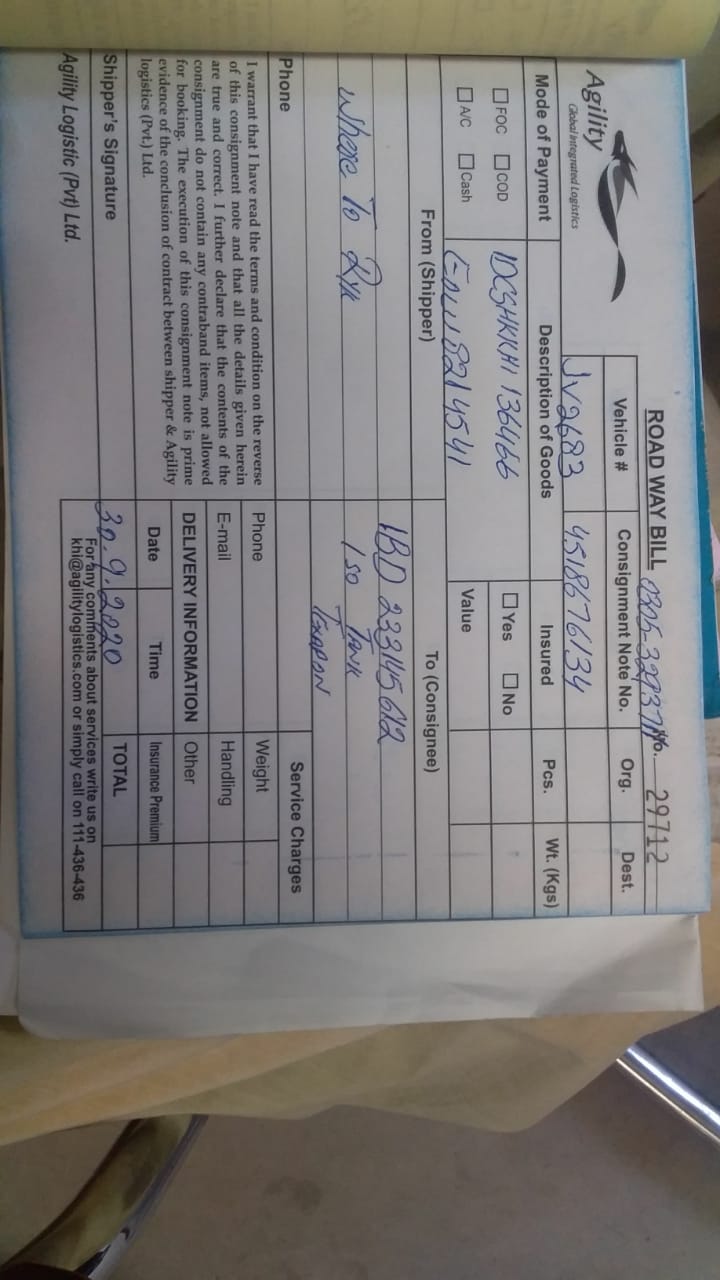 ROAD WAY BILL
No. 29712
Agility
Global Integrated Logistics
Vehicle # Consignment Note No. Org. Dest.
JV2683 4518676134
Mode of Payment Description of Goods Insured Pcs. Wt. (Kgs)
FOC COD 136466 Yes No
A/C Cash 8214541 Value
From (Shipper) To (Consignee)
IBD 233145612
Where To RYK ISO TANK
TEXAPON
Phone Service Charges
I warrant that I have read the terms and condition on the reverse
of this consignment note and that all the details given herein
are true and correct. I further declare that the contents of the
consignment do not contain any contraband items, not allowed
for booking. The execution of this consignment note is prime
evidence of the conclusion of contract between shipper & Agility
logistics (Pvt.) Ltd.
Phone Weight
E-mail Handling
DELIVERY INFORMATION Other
Date Time Insurance Premium
Shipper's Signature 30.9.2020 TOTAL
Agility Logistic (Pvt) Ltd.
For any comments about services write us on
khi@agilitylogistics.com or simply call on 111-436-436